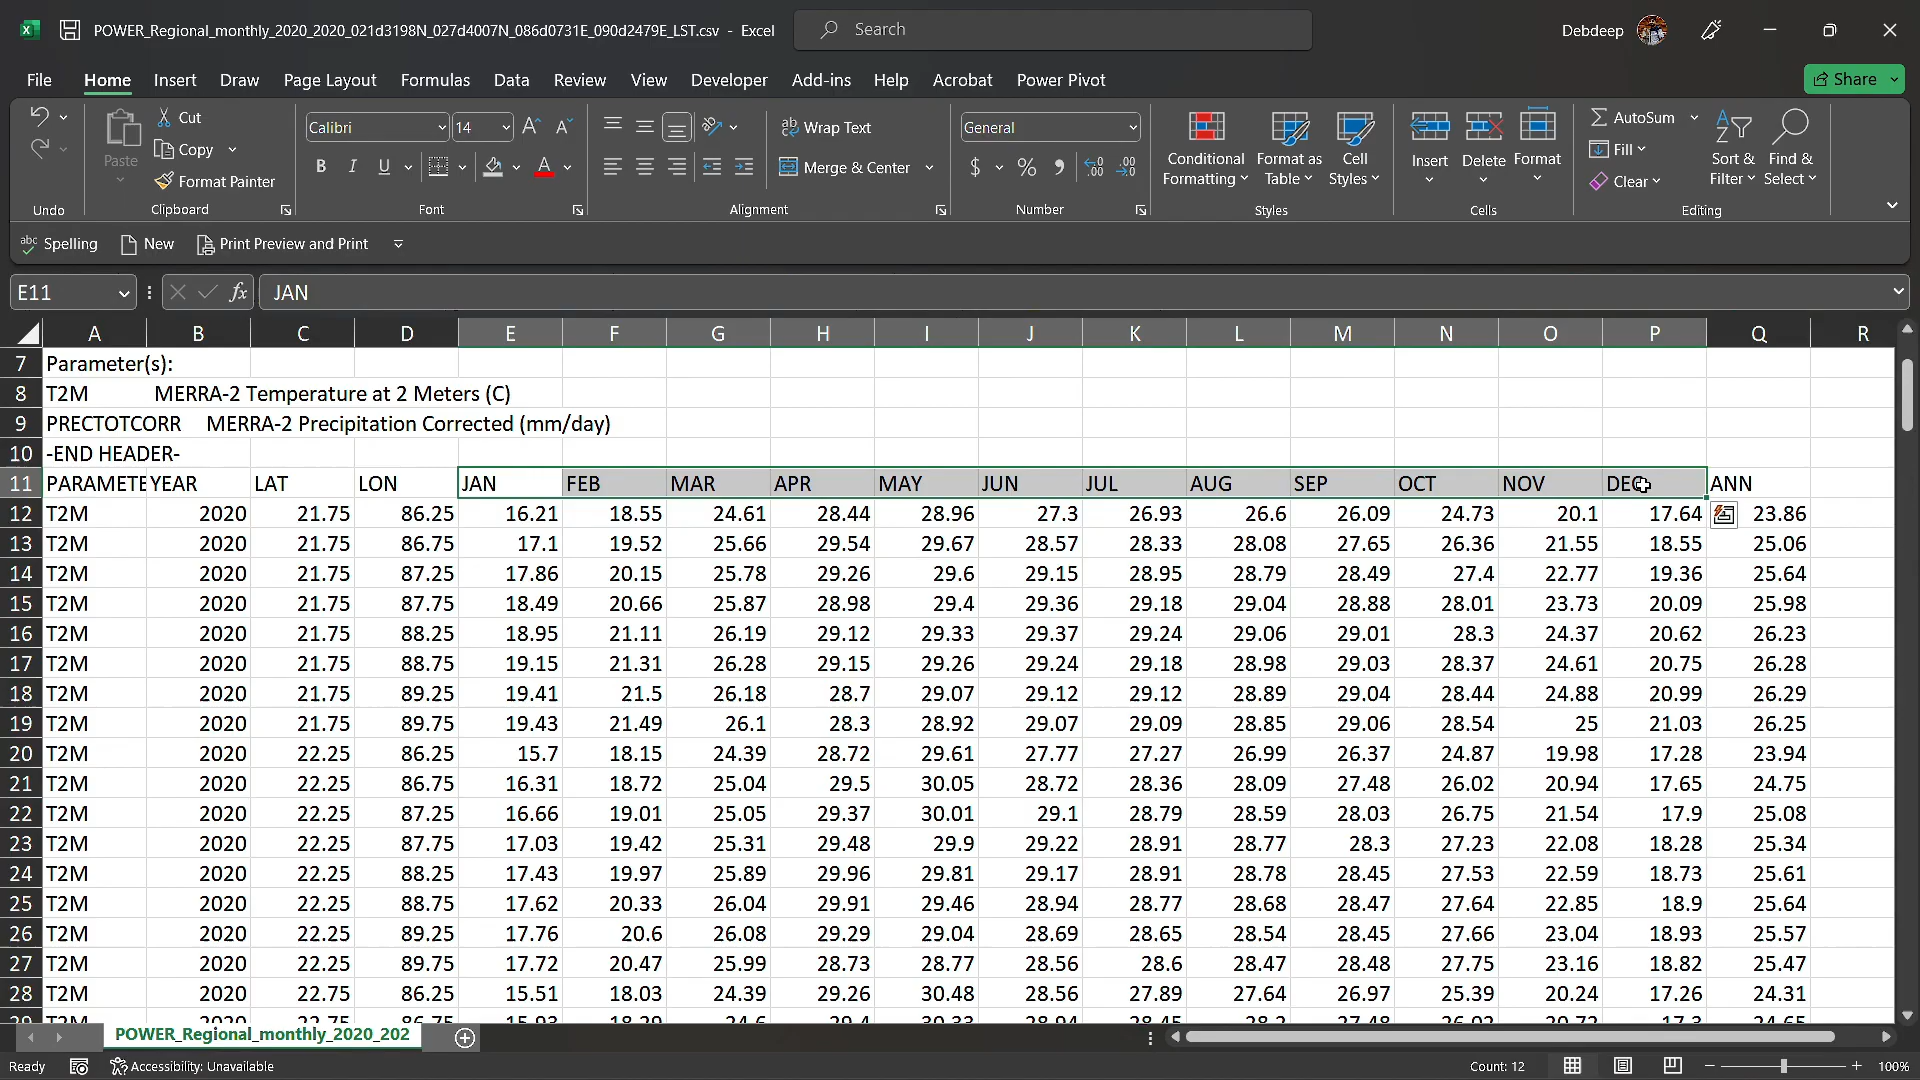 POWER_Regional_monthly_2020_2020_021d3198N_027d4007N_086d0731E_090d2479E_LST.csv - Excel
Search
Debdeep
File Home Insert Draw Page Layout Formulas Data Review View Developer Add-ins Help Acrobat Power Pivot
Share
Paste
Cut
Copy
Format Painter
Calibri 14
B I U
Wrap Text
Merge & Center
General
$ %
Conditional Formatting
Format as Table
Cell Styles
Insert Delete Format
AutoSum
Fill
Clear
Sort & Filter
Find & Select
Undo Clipboard Font Alignment Number Styles Cells Editing
Spelling New Print Preview and Print
E11 fx JAN
A B C D E F G H I J K L M N O P Q R
7 Parameter(s):
8 T2M MERRA-2 Temperature at 2 Meters (C)
9 PRECTOTCORR MERRA-2 Precipitation Corrected (mm/day)
10 -END HEADER-
11 PARAMETE YEAR LAT LON JAN FEB MAR APR MAY JUN JUL AUG SEP OCT NOV DEC ANN
12 T2M 2020 21.75 86.25 16.21 18.55 24.61 28.44 28.96 27.3 26.93 26.6 26.09 24.73 20.1 17.64 23.86
13 T2M 2020 21.75 86.75 17.1 19.52 25.66 29.54 29.67 28.57 28.33 28.08 27.65 26.36 21.55 18.55 25.06
14 T2M 2020 21.75 87.25 17.86 20.15 25.78 29.26 29.6 29.15 28.95 28.79 28.49 27.4 22.77 19.36 25.64
15 T2M 2020 21.75 87.75 18.49 20.66 25.87 28.98 29.4 29.36 29.18 29.04 28.88 28.01 23.73 20.09 25.98
16 T2M 2020 21.75 88.25 18.95 21.11 26.19 29.12 29.33 29.37 29.24 29.06 29.01 28.3 24.37 20.62 26.23
17 T2M 2020 21.75 88.75 19.15 21.31 26.28 29.15 29.26 29.24 29.18 28.98 29.03 28.37 24.61 20.75 26.28
18 T2M 2020 21.75 89.25 19.41 21.5 26.18 28.7 29.07 29.12 29.12 28.89 29.04 28.44 24.88 20.99 26.29
19 T2M 2020 21.75 89.75 19.43 21.49 26.1 28.3 28.92 29.07 29.09 28.85 29.06 28.54 25 21.03 26.25
20 T2M 2020 22.25 86.25 15.7 18.15 24.39 28.72 29.61 27.77 27.27 26.99 26.37 24.87 19.98 17.28 23.94
21 T2M 2020 22.25 86.75 16.31 18.72 25.04 29.5 30.05 28.72 28.36 28.09 27.48 26.02 20.94 17.65 24.75
22 T2M 2020 22.25 87.25 16.66 19.01 25.05 29.37 30.01 29.1 28.79 28.59 28.03 26.75 21.54 17.9 25.08
23 T2M 2020 22.25 87.75 17.03 19.42 25.31 29.48 29.9 29.22 28.91 28.77 28.3 27.23 22.08 18.28 25.34
24 T2M 2020 22.25 88.25 17.43 19.97 25.89 29.96 29.81 29.17 28.91 28.78 28.45 27.53 22.59 18.73 25.61
25 T2M 2020 22.25 88.75 17.62 20.33 26.04 29.91 29.46 28.94 28.77 28.68 28.47 27.64 22.85 18.9 25.64
26 T2M 2020 22.25 89.25 17.76 20.6 26.08 29.29 29.04 28.69 28.65 28.54 28.45 27.66 23.04 18.93 25.57
27 T2M 2020 22.25 89.75 17.72 20.47 25.99 28.73 28.77 28.56 28.6 28.47 28.48 27.75 23.16 18.82 25.47
28 T2M 2020 22.75 86.25 15.51 18.03 24.39 29.26 30.48 28.56 27.89 27.64 26.97 25.39 20.24 17.26 24.31
POWER_Regional_monthly_2020_202
Ready Accessibility: Unavailable Count: 12 100%